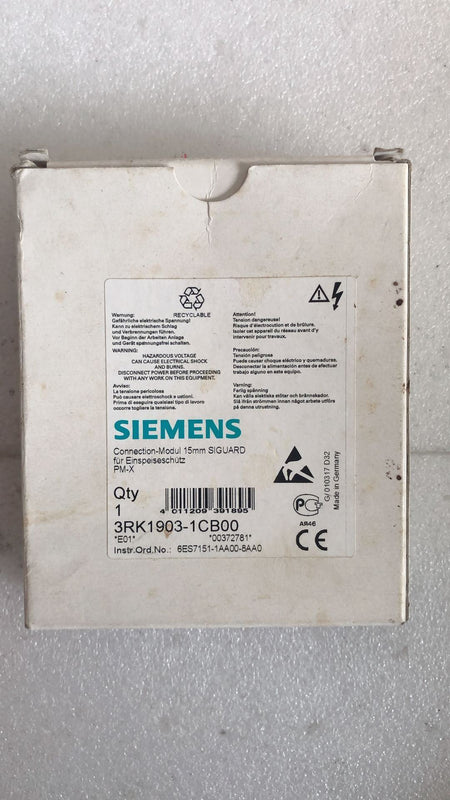 RECYCLABLE
Warnung:
Gefährliche elektrische Spannung!
Kann zu elektrischem Schlag
und Verbrennungen führen.
Vor Beginn der Arbeiten Anlage
und Gerät spannungsfrei schalten.
WARNING:
HAZARDOUS VOLTAGE
CAN CAUSE ELECTRICAL SHOCK
AND BURNS.
DISCONNECT POWER BEFORE PROCEEDING
WITH ANY WORK ON THIS EQUIPMENT.
Avviso:
La tensione pericolosa
Può causare elettroshock e ustioni.
Prima di eseguire qualsiasi tipo di lavoro
occorre togliere la tensione.
Attention!
Tension dangereuse!
Risque d'électrocution et de brûlure.
Isoler cet appareil du réseau avant d'y
intervenir pour travaux.
Precaución:
Tensión peligrosa
Puede causar choque eléctrico y quemaduras.
Desconectar la alimentación antes de efectuar
trabajo alguno en este equipo.
Varning:
Farlig spänning
Kan vålla elektriska stötar och brännskador.
Slå ifrån strömmen innan något arbete utförs
på denna utrustning.
SIEMENS
Connection-Modul 15mm SIGUARD
für Einspeiseschütz
PM-X
Qty
1
4 011209 391895
3RK1903-1CB00
*E01*
*00372781*
Instr.Ord.No.: 6ES7151-1AA00-8AA0
АЯ46
CE
G/ 010317 D32
Made in Germany